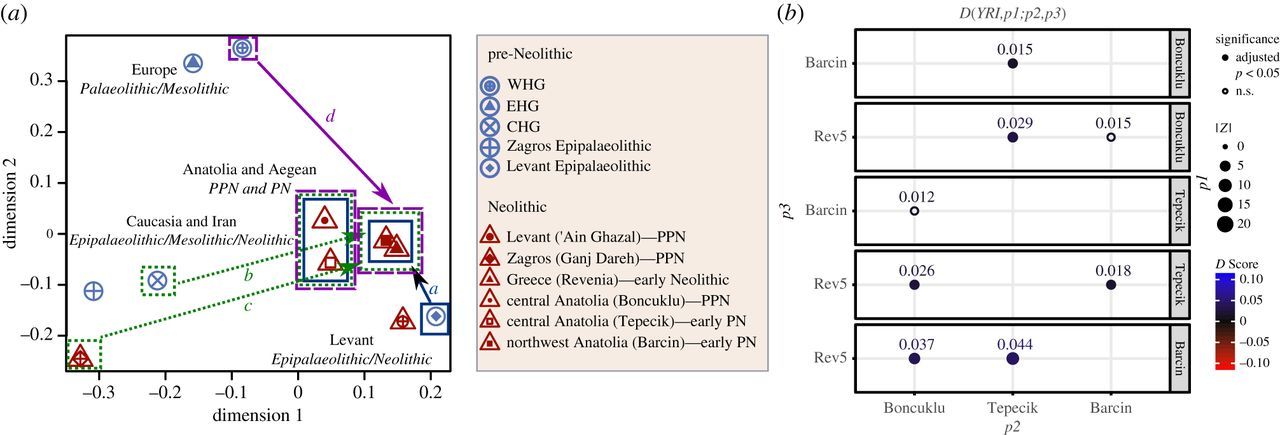 (a)
dimension 2
0.3
0.2
0.1
0
−0.1
−0.2
−0.3
−0.2
−0.1
0
0.1
0.2
dimension 1
Europe
Palaeolithic/Mesolithic
d
Anatolia and Aegean
PPN and PN
Caucasia and Iran
Epipalaeolithic/Mesolithic/Neolithic
b
c
a
Levant
Epipalaeolithic/Neolithic
pre-Neolithic
WHG
EHG
CHG
Zagros Epipalaeolithic
Levant Epipalaeolithic
Neolithic
Levant ('Ain Ghazal)—PPN
Zagros (Ganj Dareh)—PPN
Greece (Revenia)—early Neolithic
central Anatolia (Boncuklu)—PPN
central Anatolia (Tepecik)—early PN
northwest Anatolia (Barcin)—early PN
(b)
D(YRI,p1;p2,p3)
p3
Barcin
0.015
Boncuklu
Rev5
0.029
0.015
Boncuklu
Barcin
0.012
Tepecik
Rev5
0.026
0.018
Tepecik
Rev5
0.037
0.044
Barcin
Boncuklu
Tepecik
Barcin
p2
p1
significance
adjusted
p < 0.05
n.s.
|Z|
0
5
10
15
20
D Score
0.10
0.05
0
−0.05
−0.10